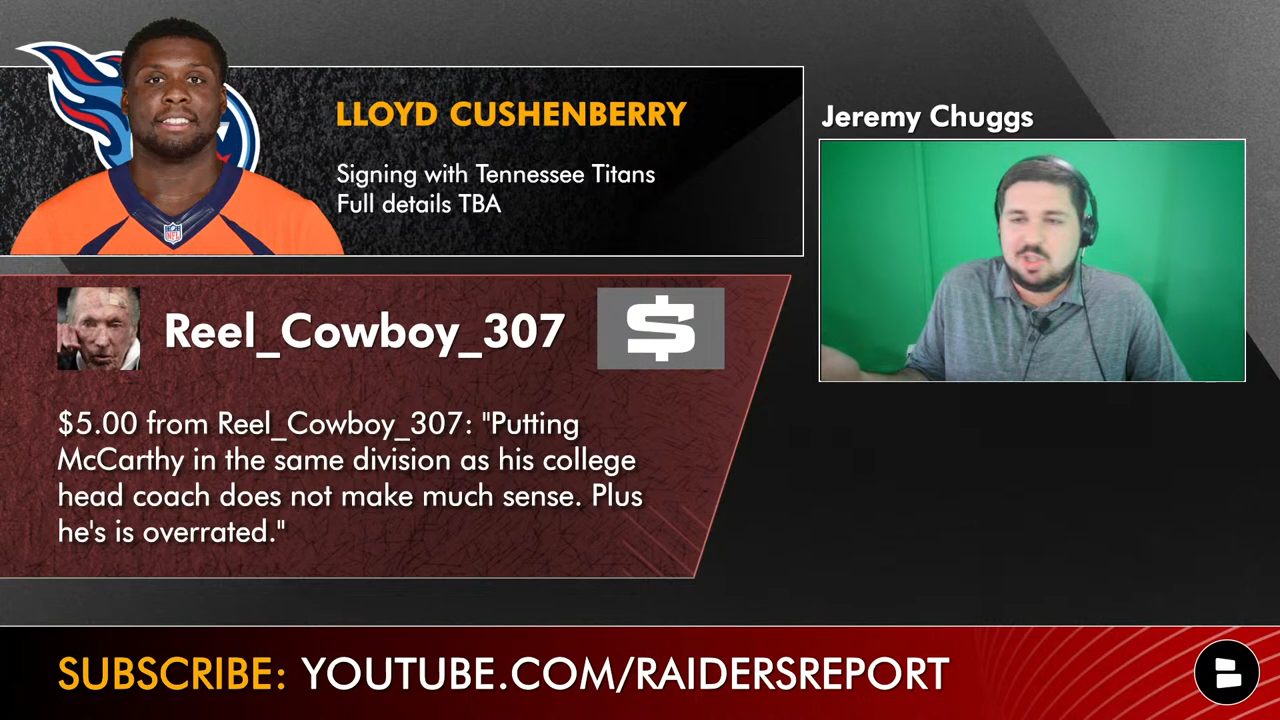 LLOYD CUSHENBERRY
Signing with Tennessee Titans
Full details TBA
Jeremy Chuggs
NFL
Reel_Cowboy_307
$
$5.00 from Reel_Cowboy_307: "Putting
McCarthy in the same division as his college
head coach does not make much sense. Plus
he's is overrated."
SUBSCRIBE: YOUTUBE.COM/RAIDERSREPORT